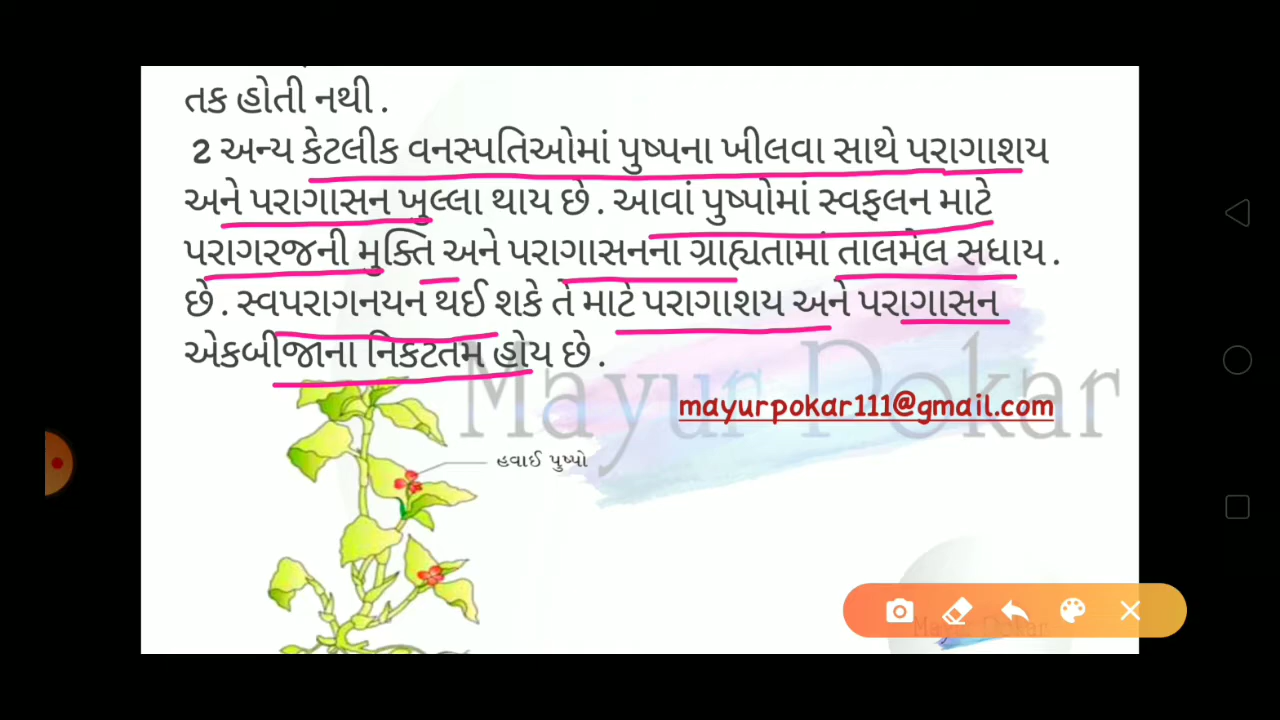 તક હોતી નથી .
2 અન્ય કેટલીક વનસ્પતિઓમાં પુષ્પના ખીલવા સાથે પરાગાશય
અને પરાગાસન ખુલ્લા થાય છે . આવાં પુષ્પોમાં સ્વફલન માટે
પરાગરજની મુક્તિ અને પરાગાસનના ગ્રાહ્યતામાં તાલમેલ સધાય .
છે . સ્વપરાગનયન થઈ શકે તે માટે પરાગાશય અને પરાગાસન
એકબીજાના નિકટતમ હોય છે .
Mayur Pokar
mayurpokar111@gmail.com
હવાઈ પુષ્પો
Mayur Pokar